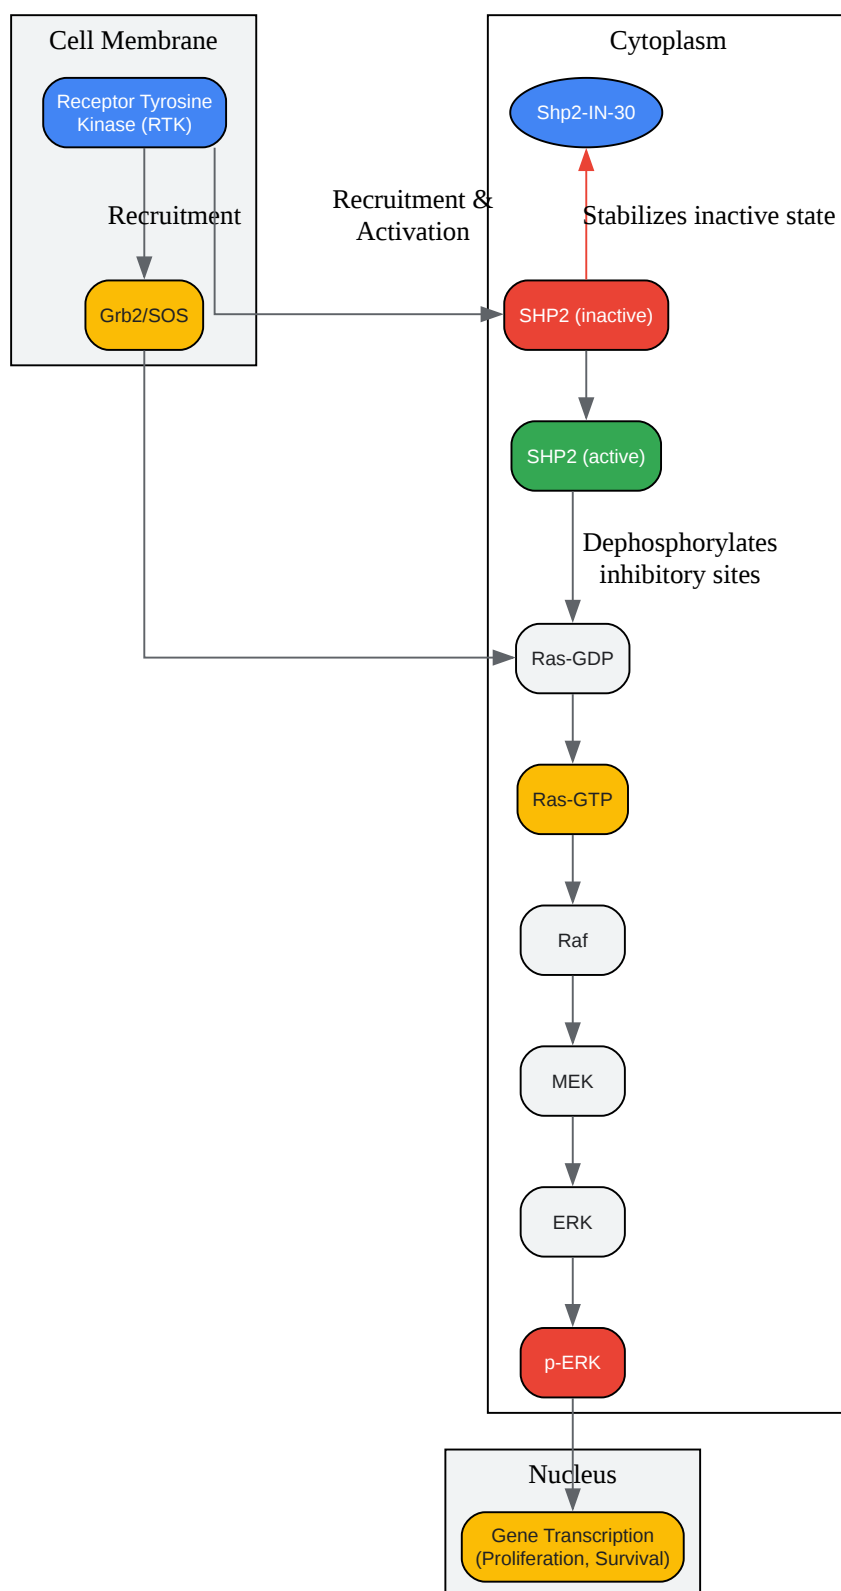 Cell Membrane
Cytoplasm
Receptor Tyrosine
Kinase (RTK)
Shp2-IN-30
Recruitment
Recruitment &
Activation
Stabilizes inactive state
Grb2/SOS
SHP2 (inactive)
SHP2 (active)
Dephosphorylates
inhibitory sites
Ras-GDP
Ras-GTP
Raf
MEK
ERK
p-ERK
Nucleus
Gene Transcription
(Proliferation, Survival)